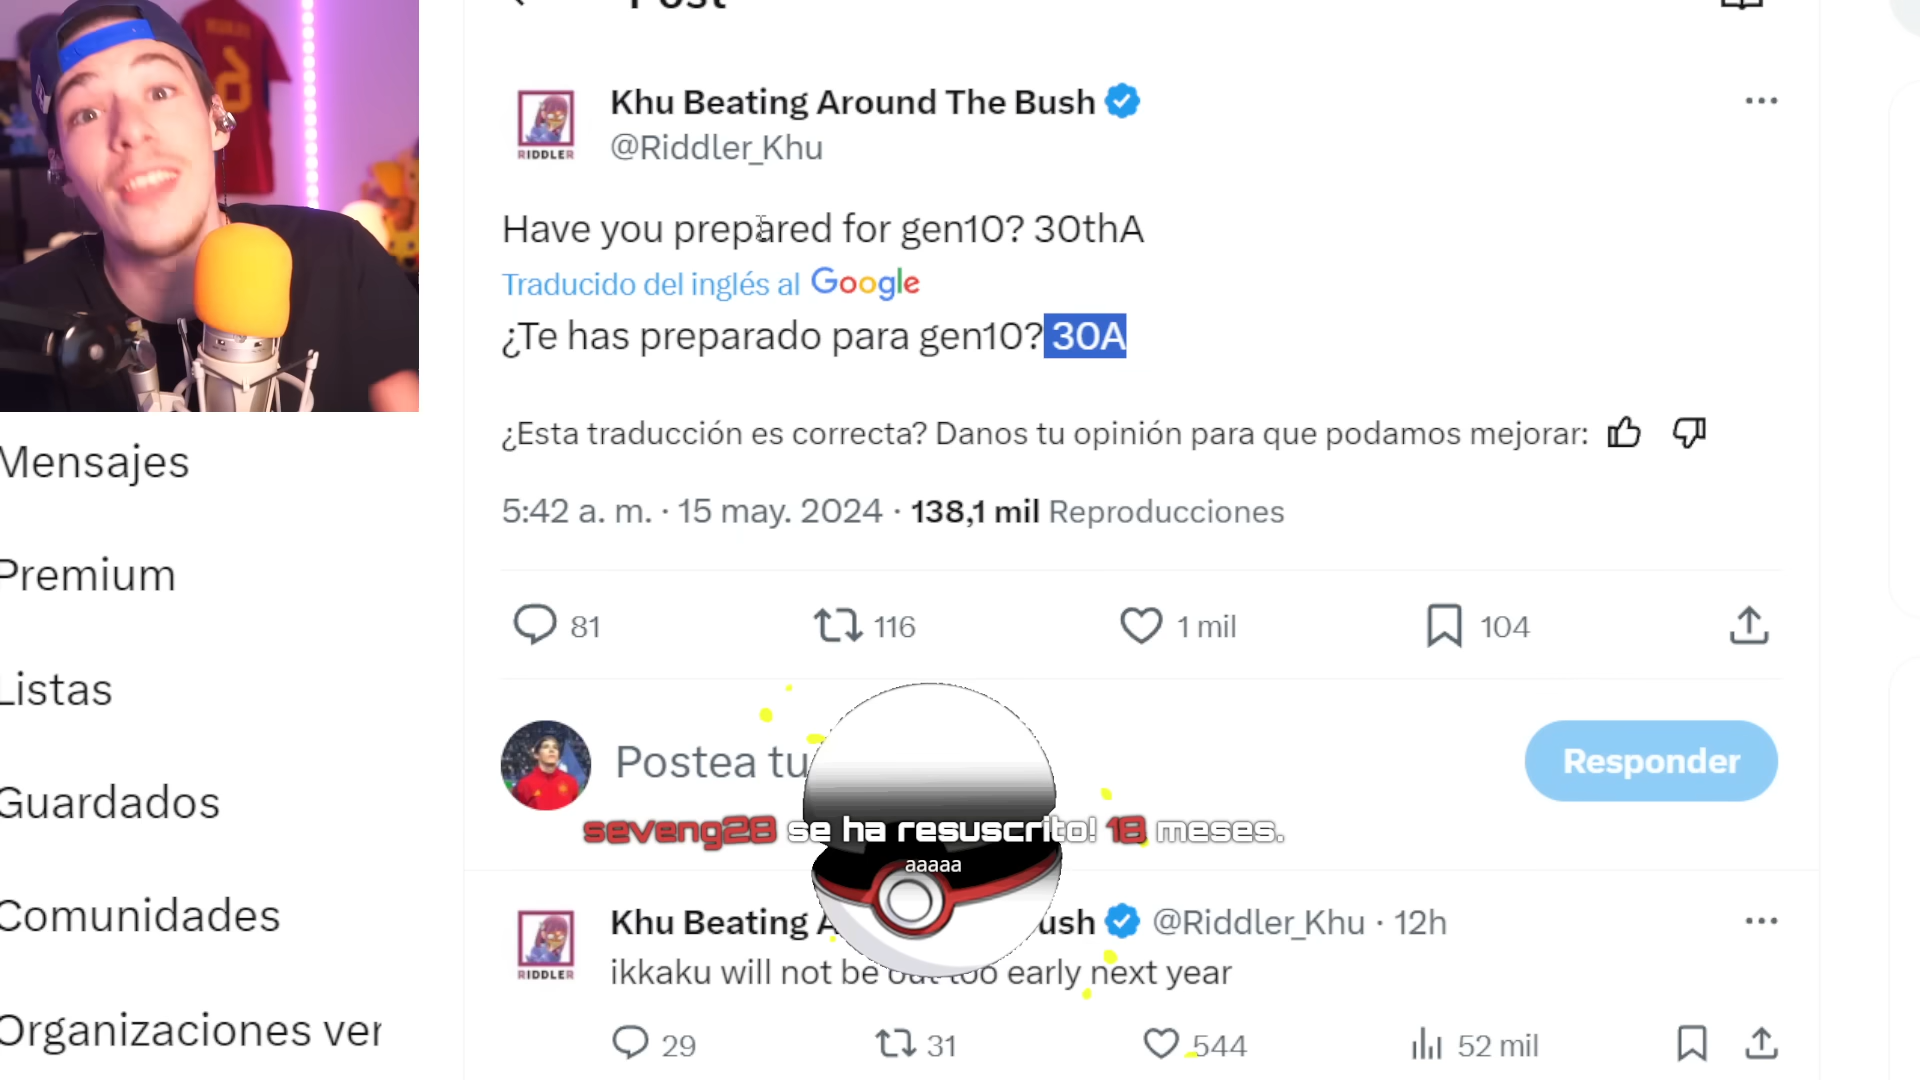 Post
Khu Beating Around The Bush
@Riddler_Khu
RIDDLER
Have you prepared for gen10? 30thA
Traducido del inglés al Google
¿Te has preparado para gen10? 30A
¿Esta traducción es correcta? Danos tu opinión para que podamos mejorar:
5:42 a. m. · 15 may. 2024 · 138,1 mil Reproducciones
81 116 1 mil 104
Mensajes
Premium
Listas
Guardados
Comunidades
Organizaciones ver
Postea tu
Responder
seveng28 se ha resuscrito! 18 meses.
aaaaa
Khu Beating A ush @Riddler_Khu · 12h
RIDDLER
ikkaku will not be out too early next year
29 31 544 52 mil
6